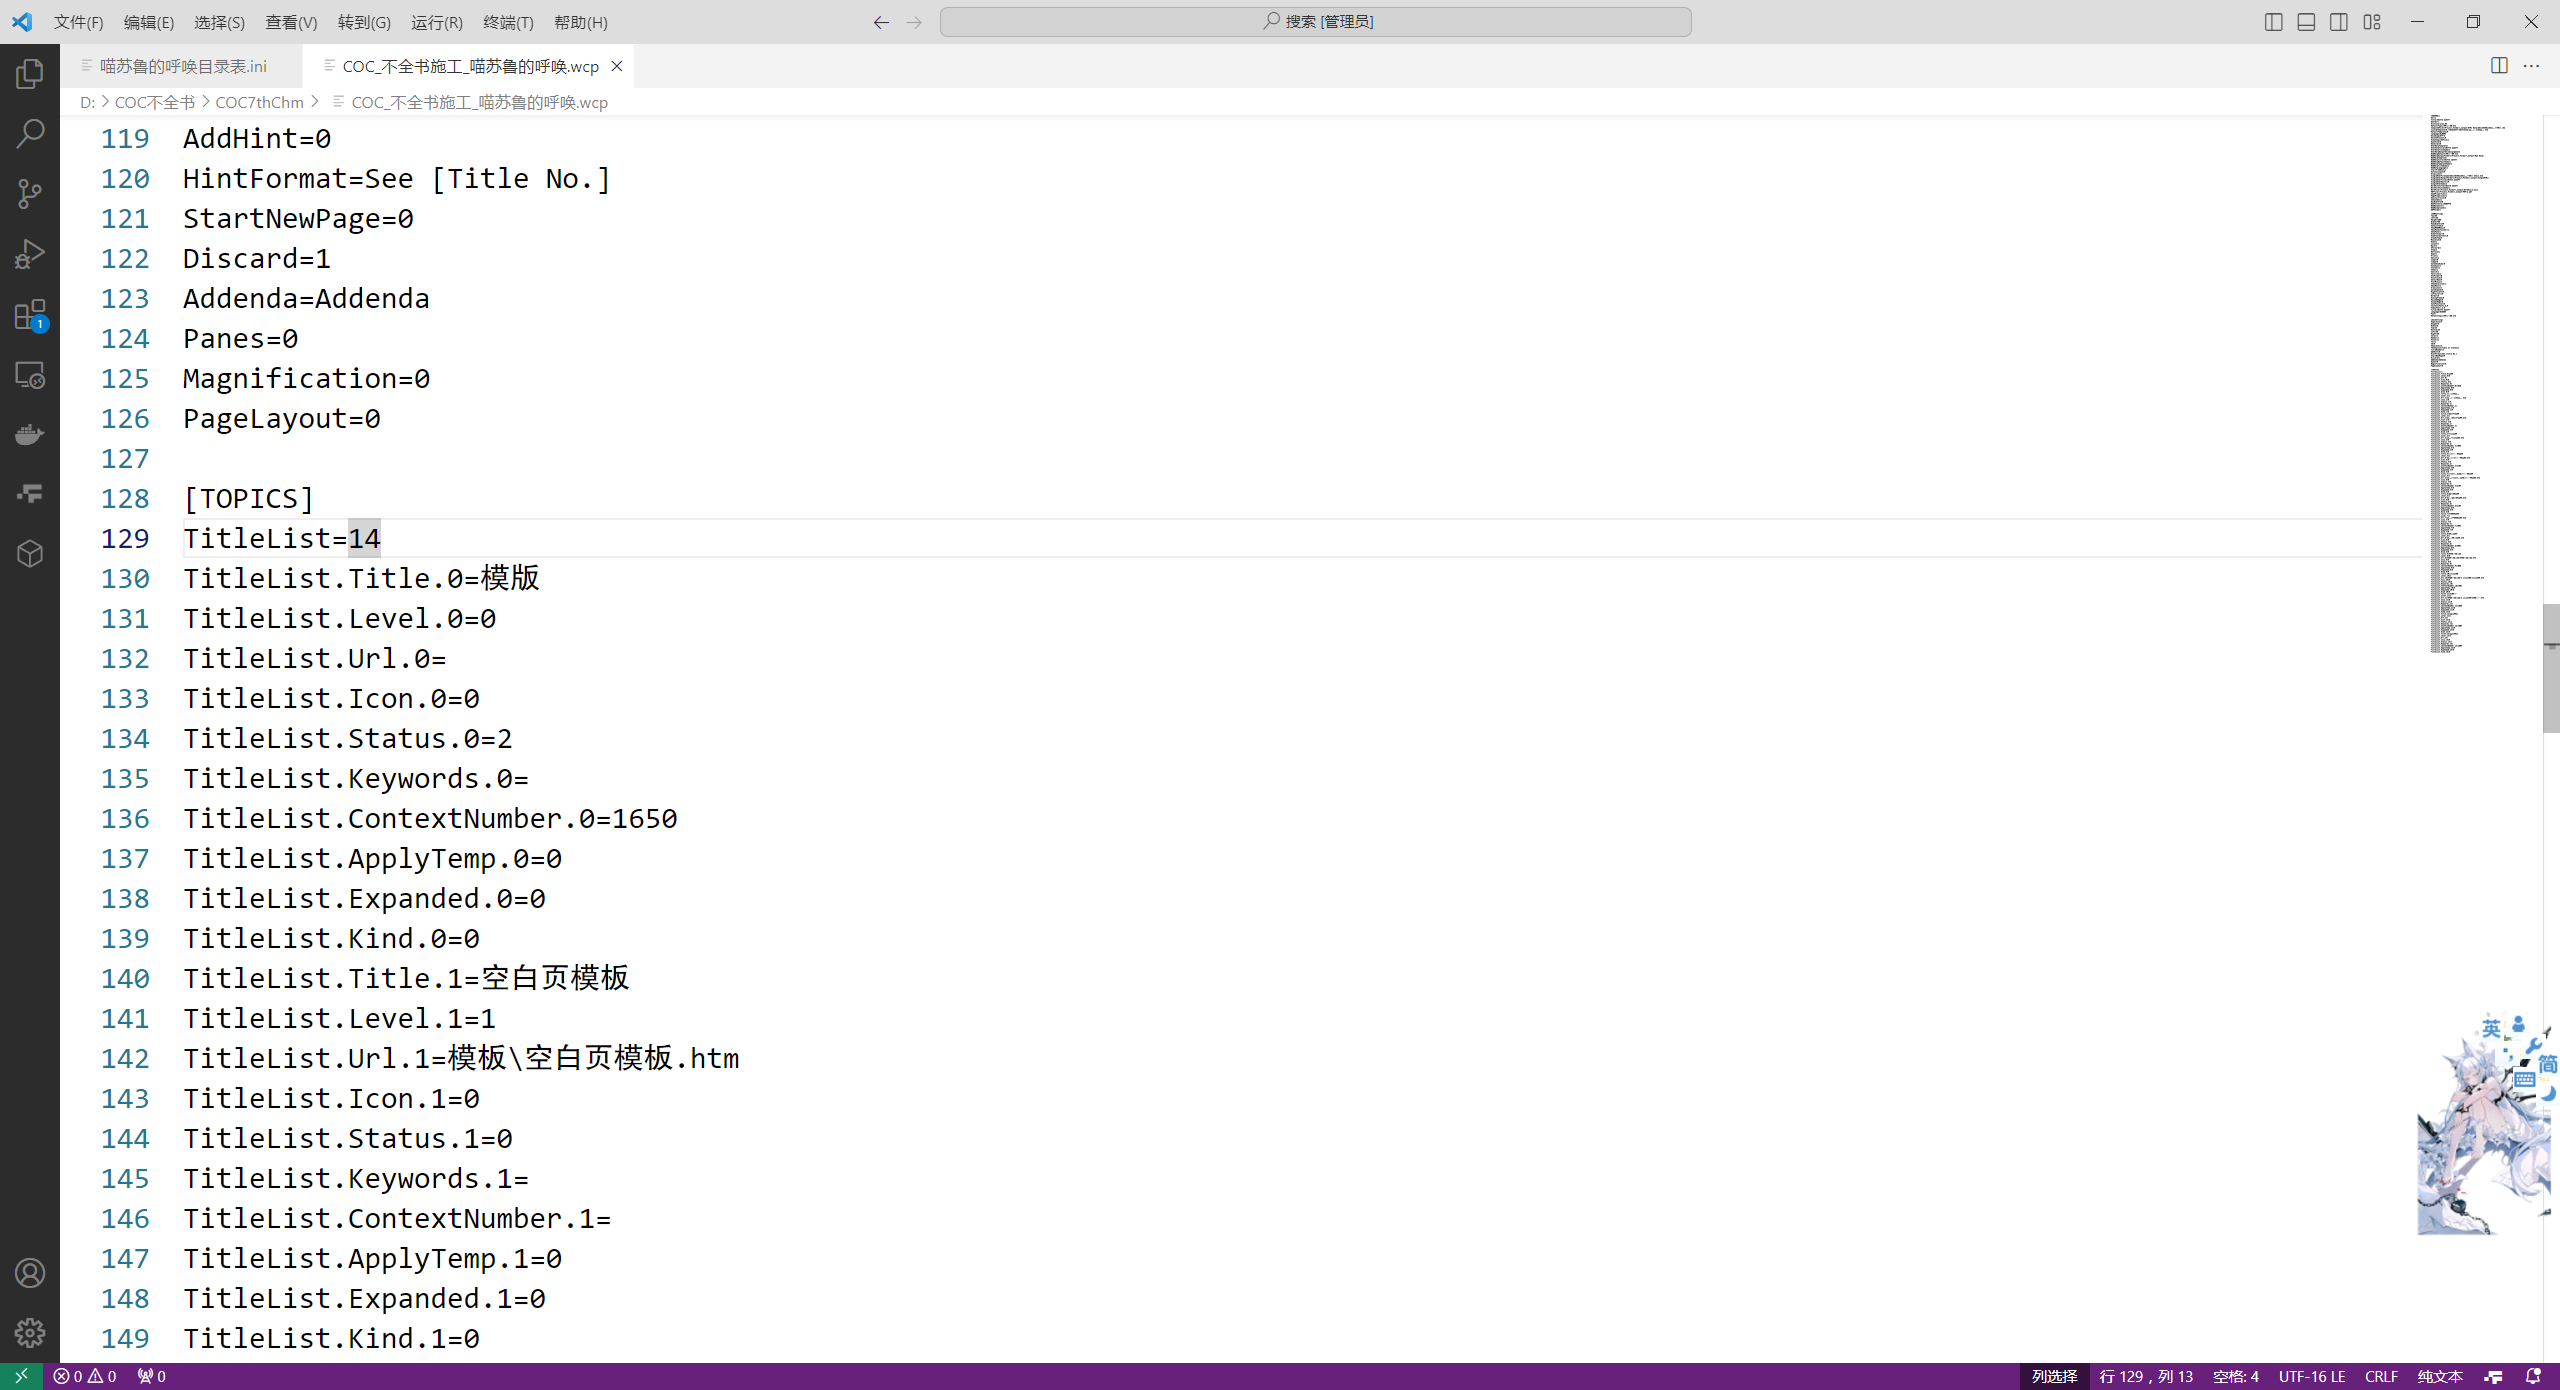 文件(F) 编辑(E) 选择(S) 查看(V) 转到(G) 运行(R) 终端(T) 帮助(H) 搜索 [管理员]
喵苏鲁的呼唤目录表.ini COC_不全书施工_喵苏鲁的呼唤.wcp
D: > COC不全书 > COC7thChm > COC_不全书施工_喵苏鲁的呼唤.wcp
119 AddHint=0
120 HintFormat=See [Title No.]
121 StartNewPage=0
122 Discard=1
123 Addenda=Addenda
124 Panes=0
125 Magnification=0
126 PageLayout=0
127
128 [TOPICS]
129 TitleList=14
130 TitleList.Title.0=模版
131 TitleList.Level.0=0
132 TitleList.Url.0=
133 TitleList.Icon.0=0
134 TitleList.Status.0=2
135 TitleList.Keywords.0=
136 TitleList.ContextNumber.0=1650
137 TitleList.ApplyTemp.0=0
138 TitleList.Expanded.0=0
139 TitleList.Kind.0=0
140 TitleList.Title.1=空白页模板
141 TitleList.Level.1=1
142 TitleList.Url.1=模板\空白页模板.htm
143 TitleList.Icon.1=0
144 TitleList.Status.1=0
145 TitleList.Keywords.1=
146 TitleList.ContextNumber.1=
147 TitleList.ApplyTemp.1=0
148 TitleList.Expanded.1=0
149 TitleList.Kind.1=0
1
英
简
0 0 0 列选择 行 129，列 13 空格: 4 UTF-16 LE CRLF 纯文本